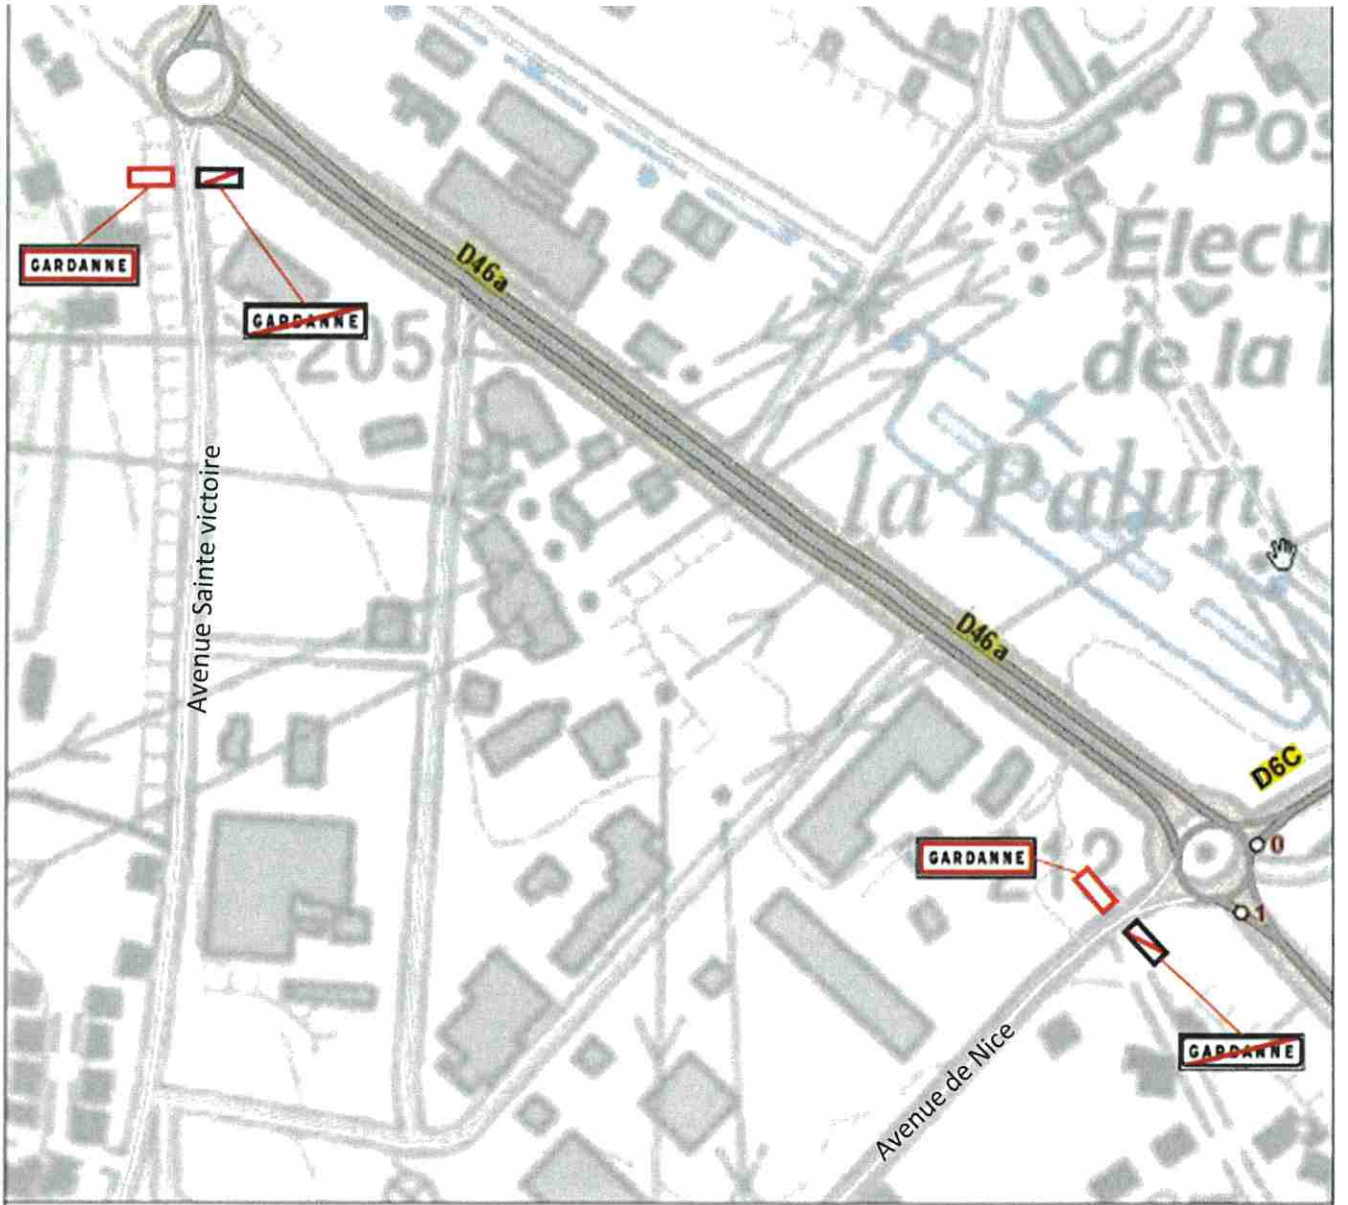 Pos
Élect
de la
GARDANNE
GARDANNE
D46a
205
la Palun
Avenue Sainte victoire
D46a
D6C
GARDANNE
212
0
1
GARDANNE
Avenue de Nice